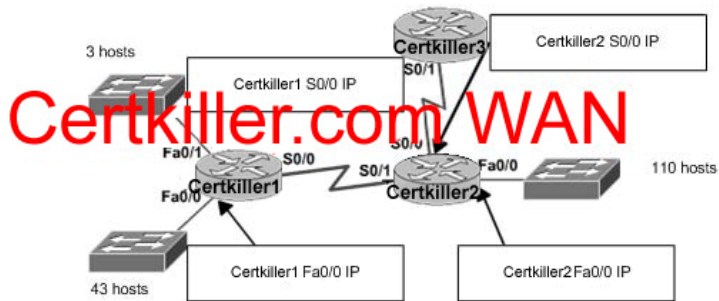 3 hosts
Certkiller3
S0/1
Certkiller2 S0/0 IP
Certkiller1 S0/0 IP
Certkiller.com WAN
Fa0/1
S0/0
S0/0
Certkiller1
S0/1
Certkiller2
Fa0/0
110 hosts
Fa0/0
43 hosts
Certkiller1 Fa0/0 IP
Certkiller2Fa0/0 IP